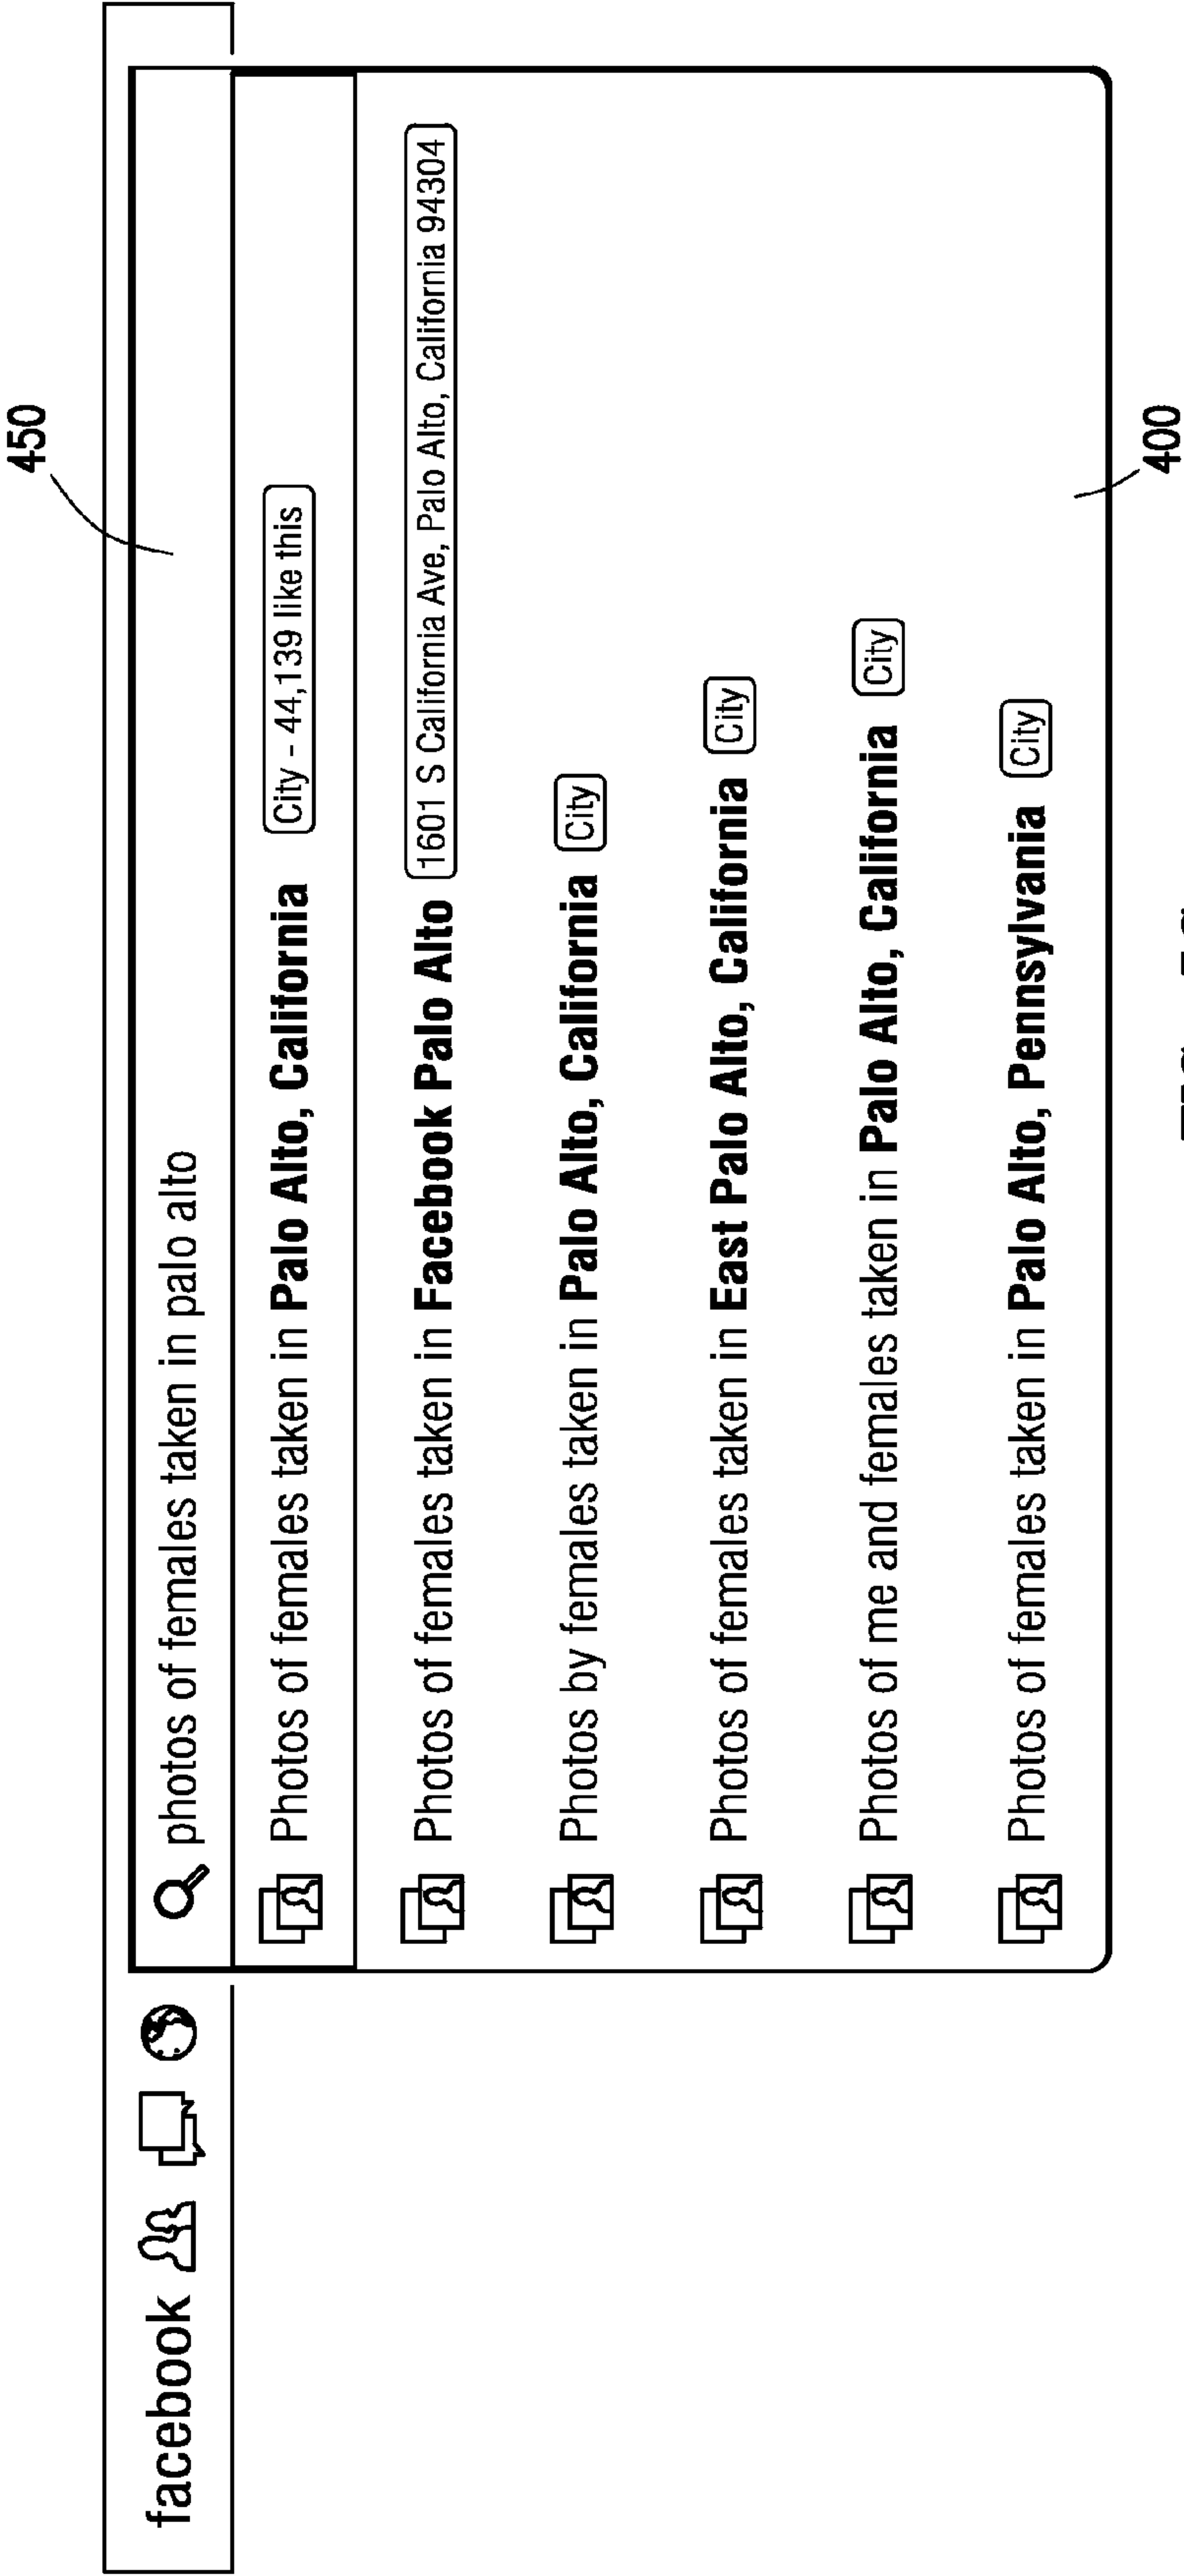 450
facebook photos of females taken in palo alto
Photos of females taken in Palo Alto, California City - 44,139 like this
Photos of females taken in Facebook Palo Alto 1601 S California Ave, Palo Alto, California 94304
Photos by females taken in Palo Alto, California City
Photos of females taken in East Palo Alto, California City
Photos of me and females taken in Palo Alto, California City
Photos of females taken in Palo Alto, Pennsylvania City
400